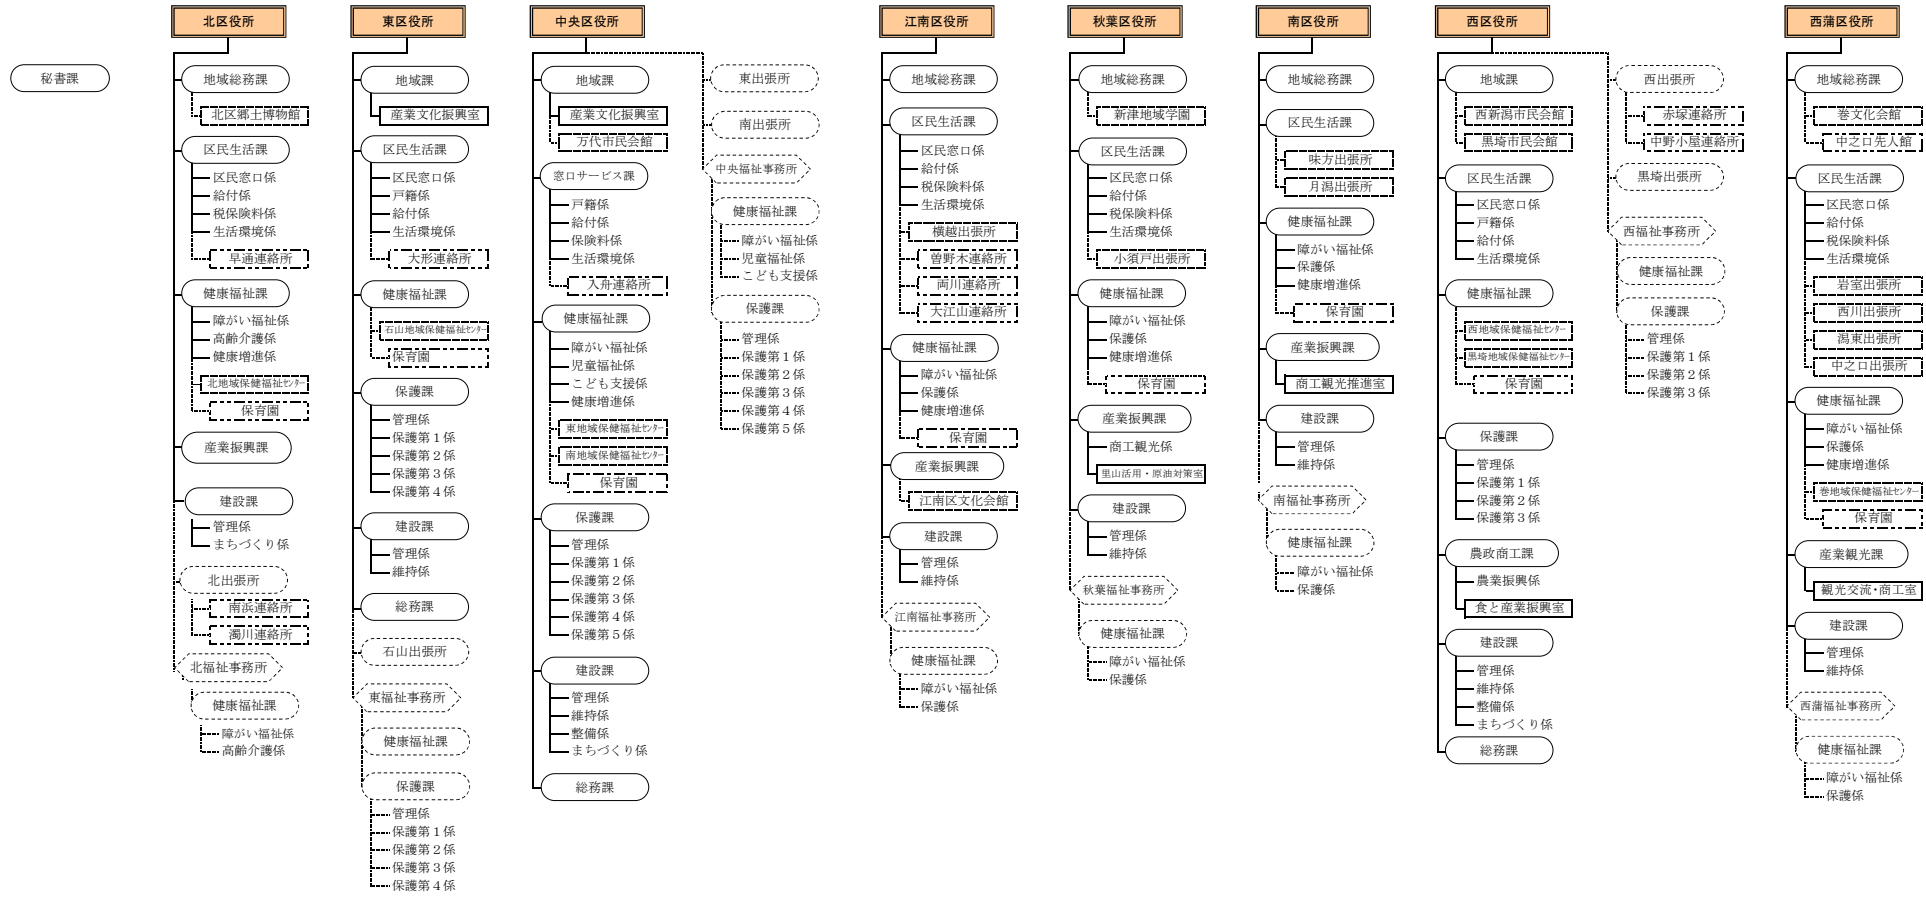 秘書課
北区役所
地域総務課
北区郷土博物館
区民生活課
区民窓口係
給付係
税保険料係
生活環境係
早通連絡所
健康福祉課
障がい福祉係
高齢介護係
健康増進係
北地域保健福祉センター
保育園
産業振興課
建設課
管理係
まちづくり係
北出張所
南浜連絡所
濁川連絡所
北福祉事務所
健康福祉課
障がい福祉係
高齢介護係
東区役所
地域課
産業文化振興室
区民生活課
区民窓口係
戸籍係
給付係
生活環境係
大形連絡所
健康福祉課
石山地域保健福祉センター
保育園
保護課
管理係
保護第１係
保護第２係
保護第３係
保護第４係
建設課
管理係
維持係
総務課
石山出張所
東福祉事務所
健康福祉課
保護課
管理係
保護第１係
保護第２係
保護第３係
保護第４係
中央区役所
地域課
産業文化振興室
万代市民会館
窓口サービス課
戸籍係
給付係
保険料係
生活環境係
入舟連絡所
健康福祉課
障がい福祉係
児童福祉係
こども支援係
健康増進係
東地域保健福祉センター
南地域保健福祉センター
保育園
保護課
管理係
保護第１係
保護第２係
保護第３係
保護第４係
保護第５係
建設課
管理係
維持係
整備係
まちづくり係
総務課
東出張所
南出張所
中央福祉事務所
健康福祉課
障がい福祉係
児童福祉係
こども支援係
保護課
管理係
保護第１係
保護第２係
保護第３係
保護第４係
保護第５係
江南区役所
地域総務課
区民生活課
区民窓口係
給付係
税保険料係
生活環境係
横越出張所
曽野木連絡所
両川連絡所
大江山連絡所
健康福祉課
障がい福祉係
保護係
健康増進係
保育園
産業振興課
江南区文化会館
建設課
管理係
維持係
江南福祉事務所
健康福祉課
障がい福祉係
保護係
秋葉区役所
地域総務課
新津地域学園
区民生活課
区民窓口係
給付係
税保険料係
生活環境係
小須戸出張所
健康福祉課
障がい福祉係
保護係
健康増進係
保育園
産業振興課
商工観光係
里山活用・原油対策室
建設課
管理係
維持係
秋葉福祉事務所
健康福祉課
障がい福祉係
保護係
南区役所
地域総務課
区民生活課
味方出張所
月潟出張所
健康福祉課
障がい福祉係
保護係
健康増進係
保育園
産業振興課
商工観光推進室
建設課
管理係
維持係
南福祉事務所
健康福祉課
障がい福祉係
保護係
西区役所
地域課
西新潟市民会館
黒埼市民会館
区民生活課
区民窓口係
戸籍係
給付係
生活環境係
健康福祉課
西地域保健福祉センター
黒埼地域保健福祉センター
保育園
保護課
管理係
保護第１係
保護第２係
保護第３係
農政商工課
農業振興係
食と産業振興室
建設課
管理係
維持係
整備係
まちづくり係
総務課
西出張所
赤塚連絡所
中野小屋連絡所
黒埼出張所
西福祉事務所
健康福祉課
保護課
管理係
保護第１係
保護第２係
保護第３係
西蒲区役所
地域総務課
巻文化会館
中之口先人館
区民生活課
区民窓口係
給付係
税保険料係
生活環境係
岩室出張所
西川出張所
潟東出張所
中之口出張所
健康福祉課
障がい福祉係
保護係
健康増進係
巻地域保健福祉センター
保育園
産業観光課
観光交流・商工室
建設課
管理係
維持係
西蒲福祉事務所
健康福祉課
障がい福祉係
保護係